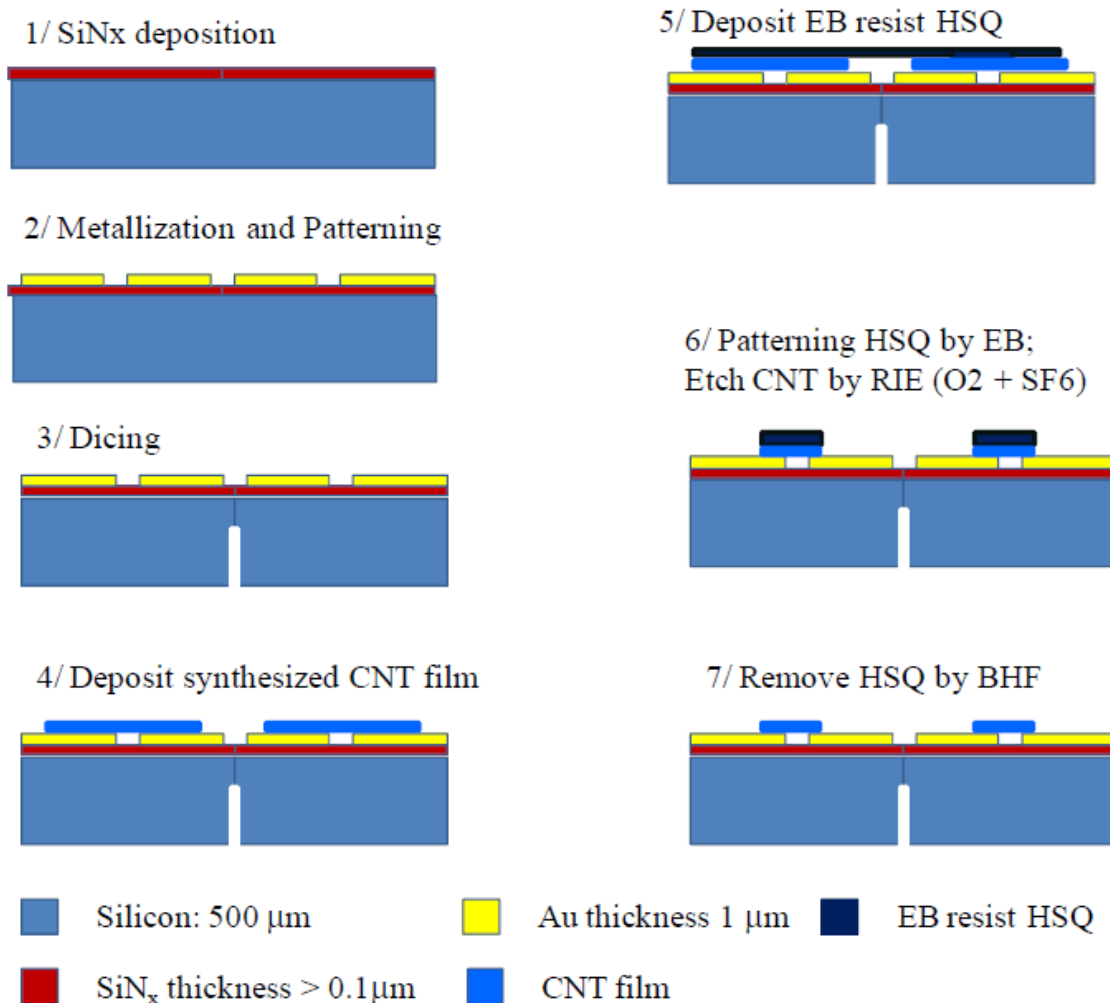 1/ SiNx deposition
2/ Metallization and Patterning
3/ Dicing
4/ Deposit synthesized CNT film
5/ Deposit EB resist HSQ
6/ Patterning HSQ by EB;
Etch CNT by RIE (O2 + SF6)
7/ Remove HSQ by BHF
Silicon: 500 μm
Au thickness 1 μm
EB resist HSQ
SiNₓ thickness > 0.1μm
CNT film